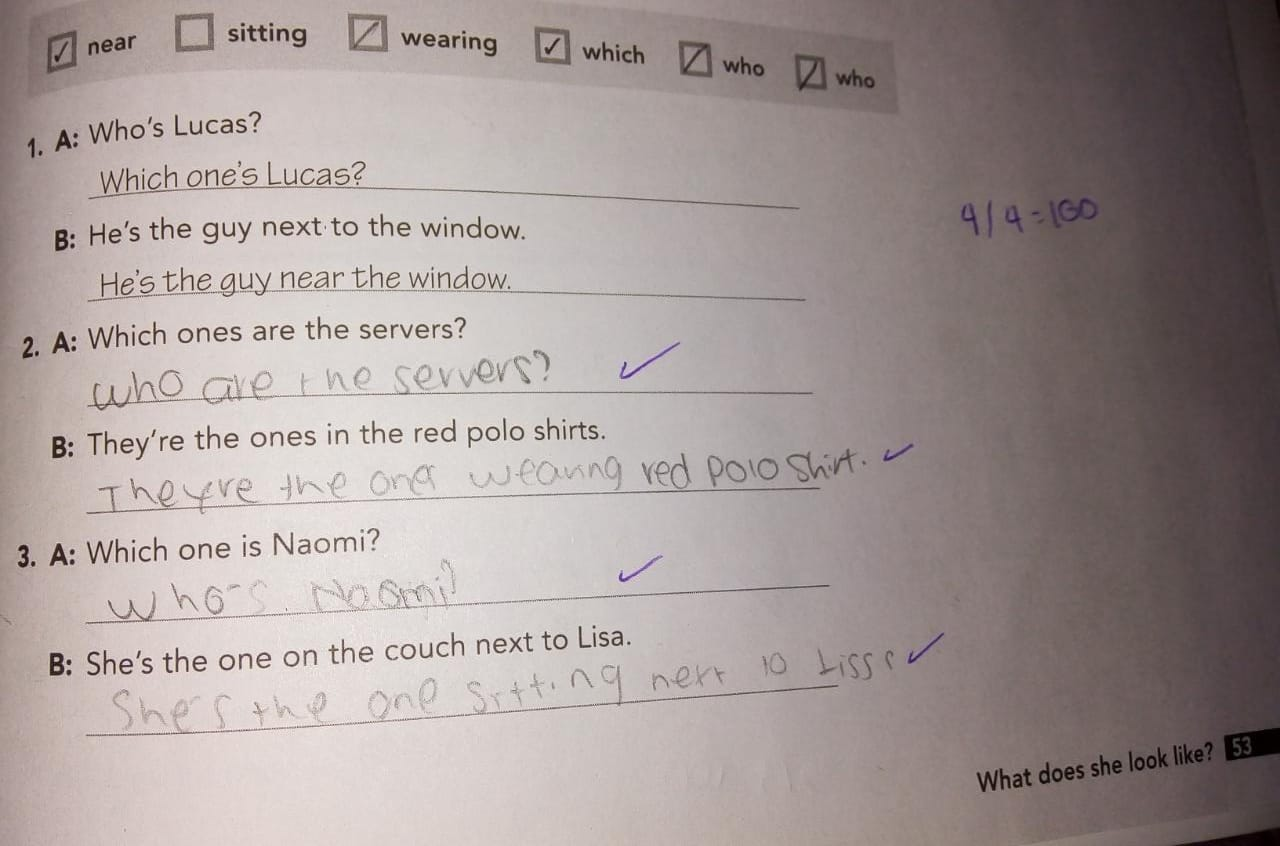 near sitting wearing which who who
1. A: Who's Lucas?
Which one's Lucas?
B: He's the guy next to the window.
He's the guy near the window.
4/4=100
2. A: Which ones are the servers?
who are the servers?
B: They're the ones in the red polo shirts.
They're the one wearing red polo shirt.
3. A: Which one is Naomi?
who's Naomi?
B: She's the one on the couch next to Lisa.
She's the one sitting next to
What does she look like? 53